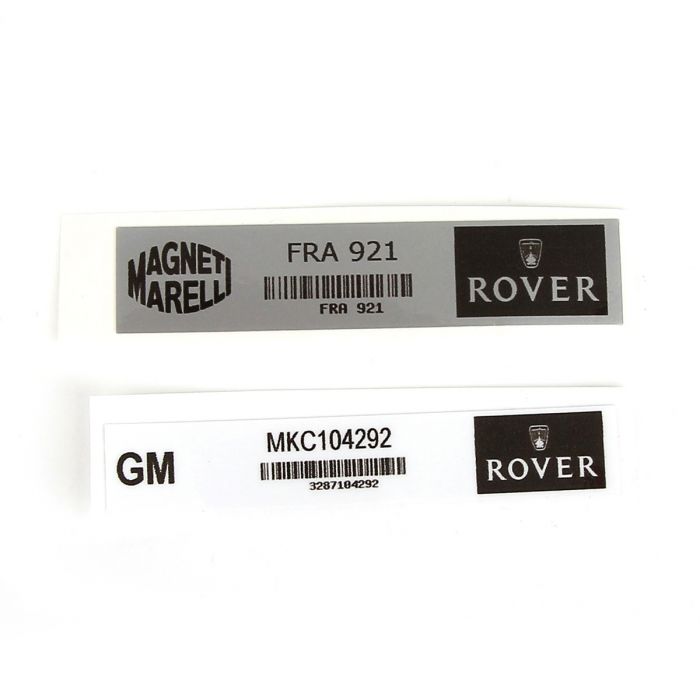 MAGNETI
MARELLI
FRA 921
FRA 921
ROVER
GM
MKC104292
3287104292
ROVER